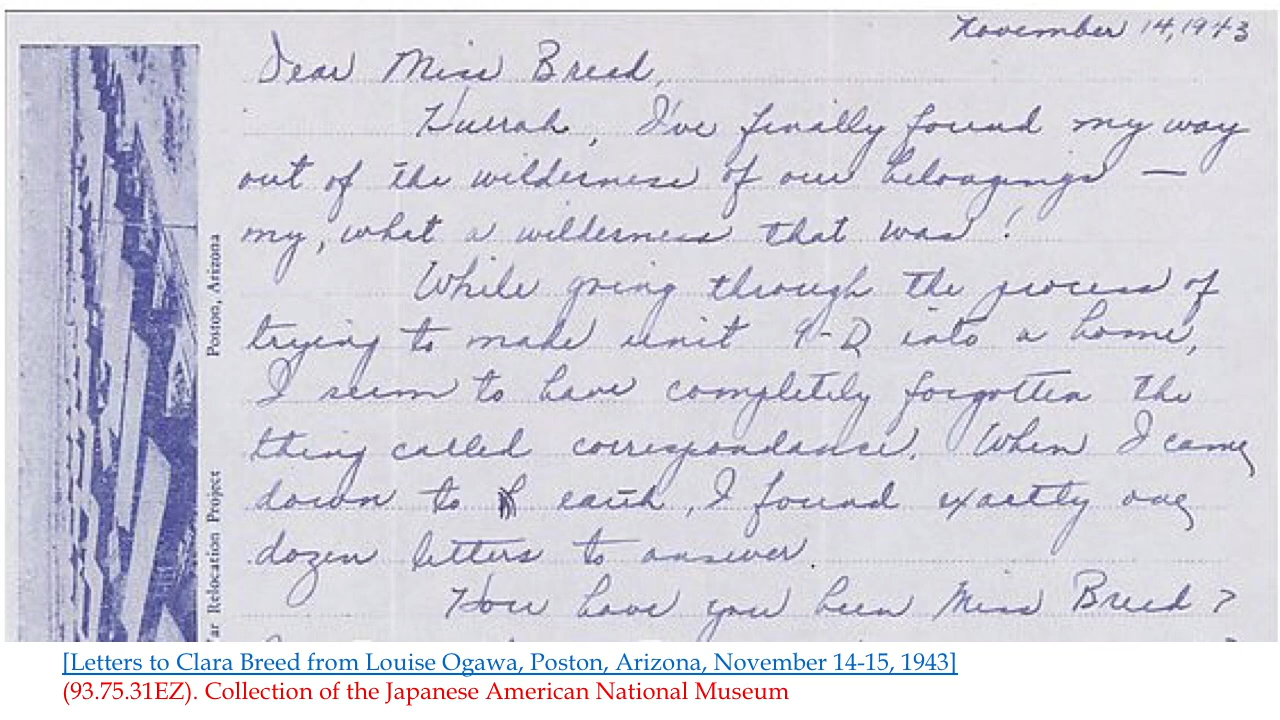 November 14, 1943
Dear Miss Breed,
Hurrah, I've finally found my way
out of the wilderness of our belongings —
my, what a wilderness that was!
While going through the process of
trying to make unit 9-D into a home,
I seem to have completely forgotten the
thing called correspondanse. When I came
down to earth, I found exactly one
dozen letters to answer.
How have you been Miss Breed?
Poston, Arizona
ar Relocation Project
[Letters to Clara Breed from Louise Ogawa, Poston, Arizona, November 14-15, 1943]
(93.75.31EZ). Collection of the Japanese American National Museum